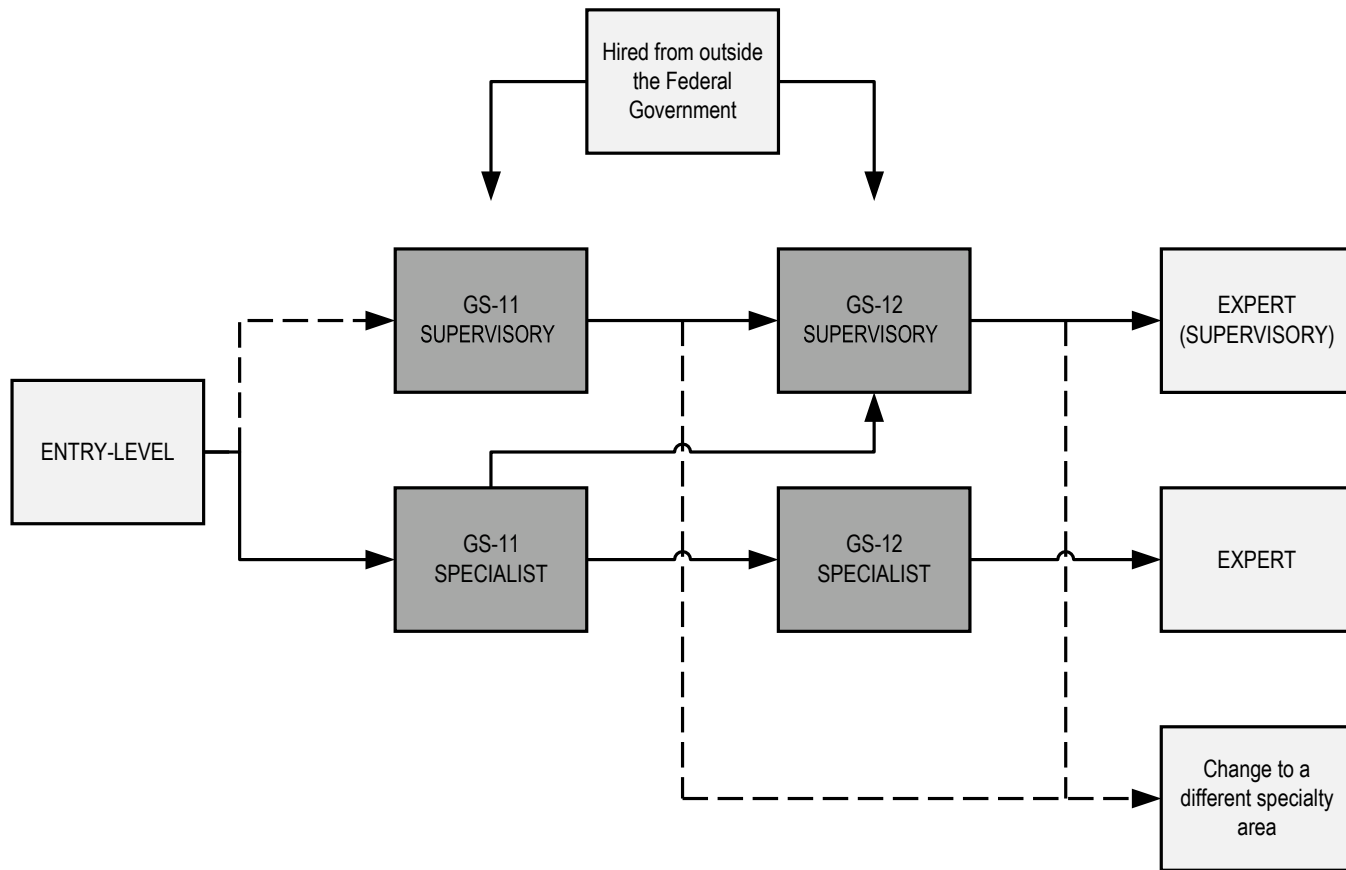 Hired from outside
the Federal
Government
GS-11
SUPERVISORY
GS-12
SUPERVISORY
EXPERT
(SUPERVISORY)
ENTRY-LEVEL
GS-11
SPECIALIST
GS-12
SPECIALIST
EXPERT
Change to a
different specialty
area